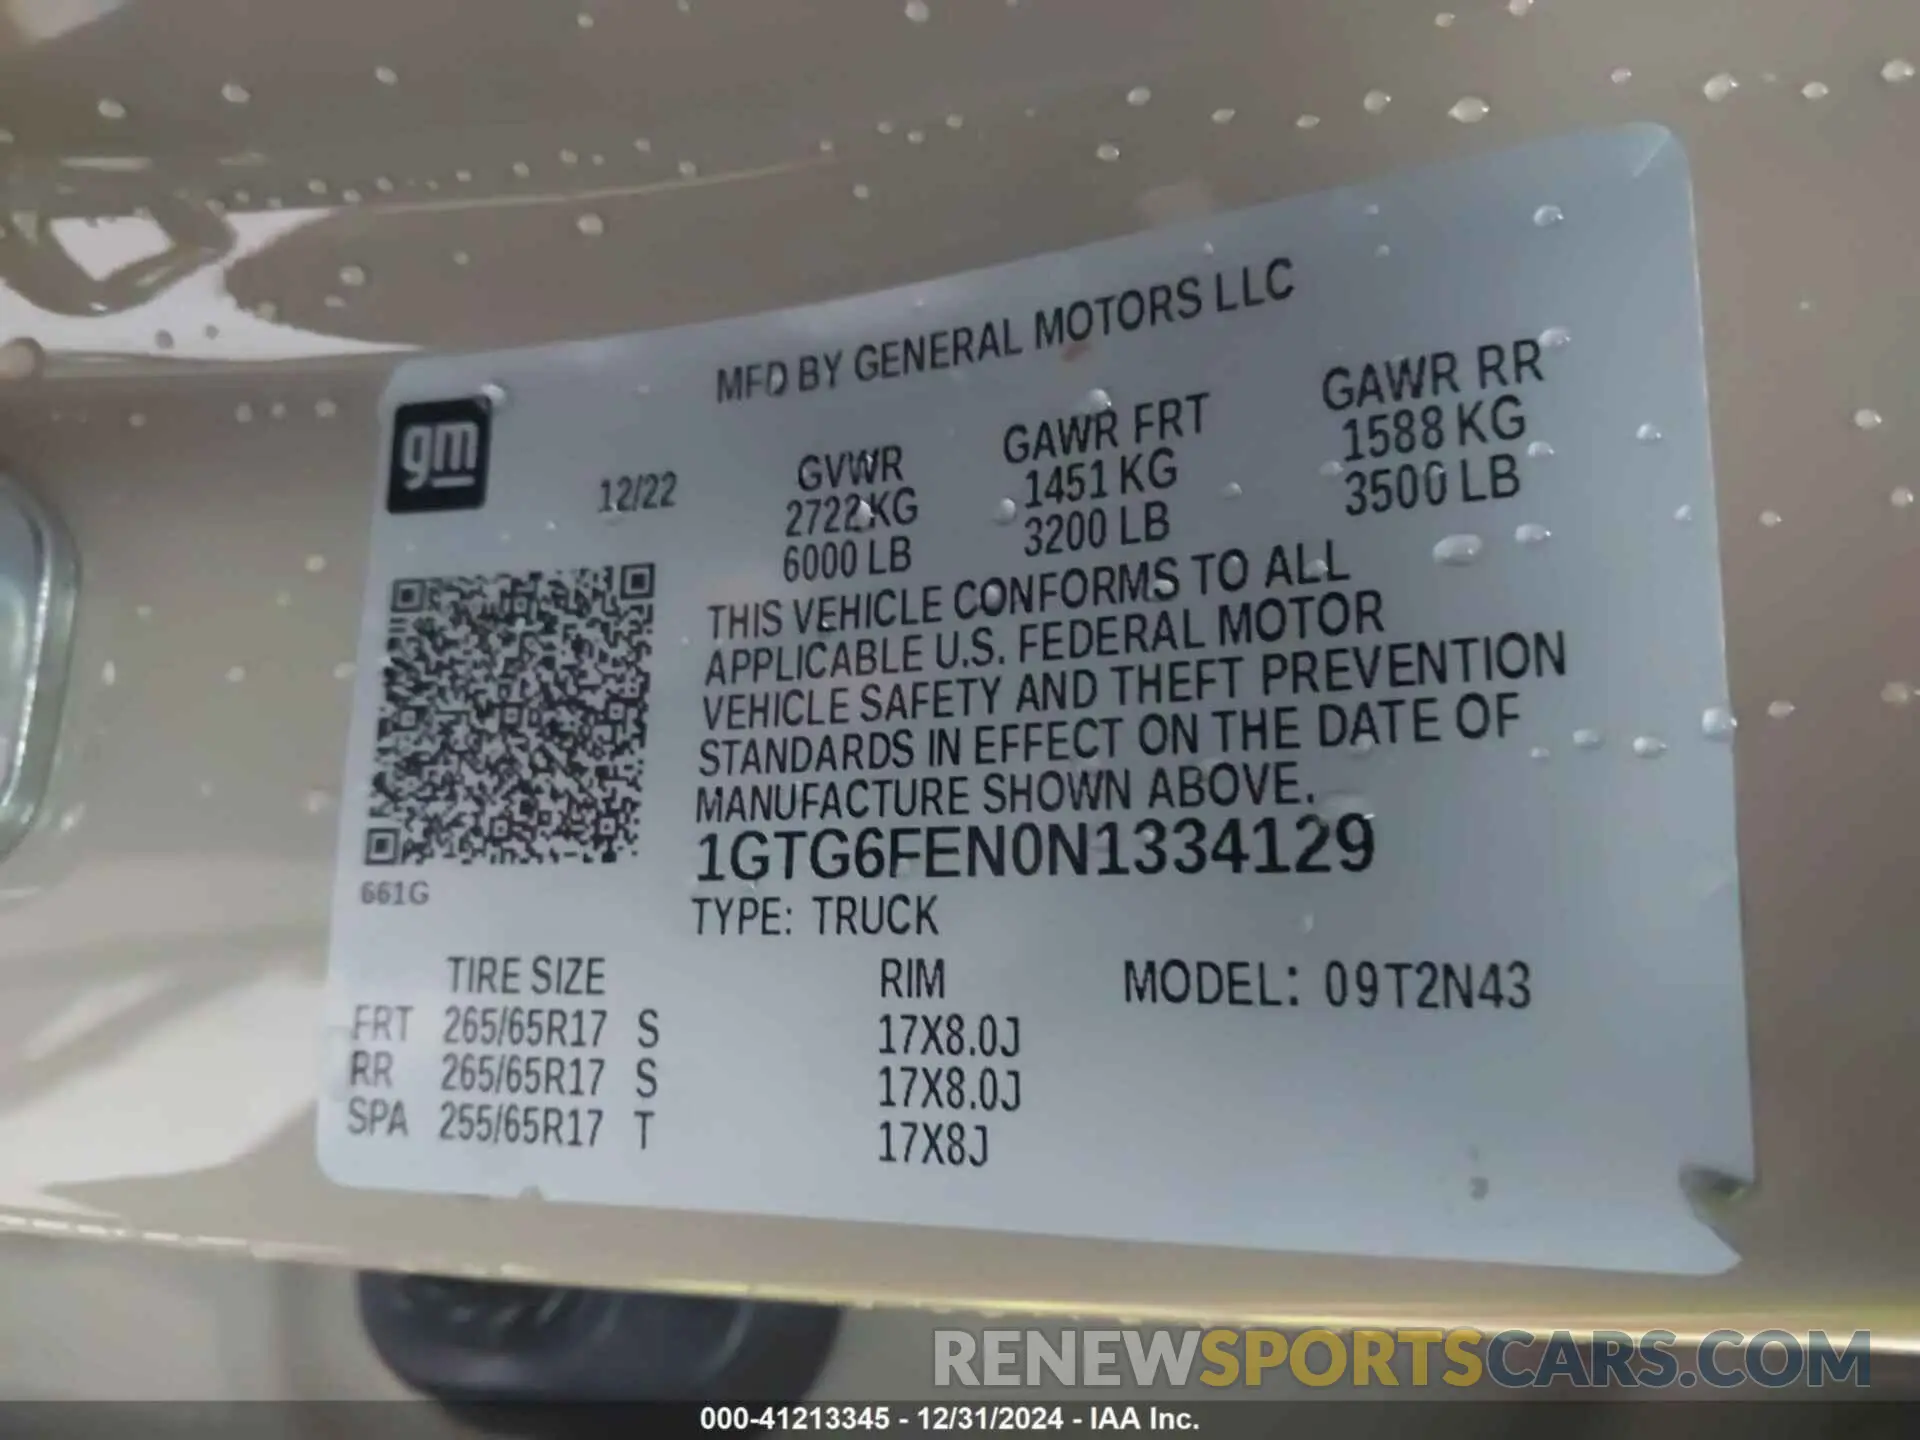 MFD BY GENERAL MOTORS LLC
gm
12/22
GVWR
2722 KG
6000 LB
GAWR FRT
1451 KG
3200 LB
GAWR RR
1588 KG
3500 LB
THIS VEHICLE CONFORMS TO ALL
APPLICABLE U.S. FEDERAL MOTOR
VEHICLE SAFETY AND THEFT PREVENTION
STANDARDS IN EFFECT ON THE DATE OF
MANUFACTURE SHOWN ABOVE.
1GTG6FEN0N1334129
661G
TYPE: TRUCK
TIRE SIZE RIM MODEL: 09T2N43
FRT 265/65R17 S 17X8.0J
RR 265/65R17 S 17X8.0J
SPA 255/65R17 T 17X8J
RENEWSPORTSCARS.COM
000-41213345 - 12/31/2024 - IAA Inc.